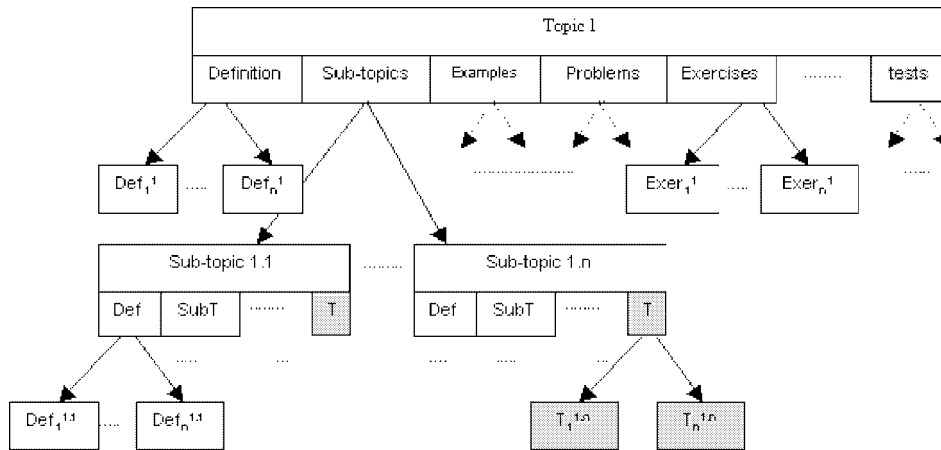 Topic 1
Definition Sub-topics Examples Problems Exercises ........ tests
Def₁¹ ..... Defₙ¹ ...................... Exer₁¹ ..... Exerₙ¹ ......
Sub-topic 1.1 ........ Sub-topic 1.n
Def SubT ........ T Def SubT ........ T
..... ... .... ..... ...
Def₁¹·¹ ..... Defₙ¹·¹ T₁¹·ⁿ Tₙ¹·ⁿ